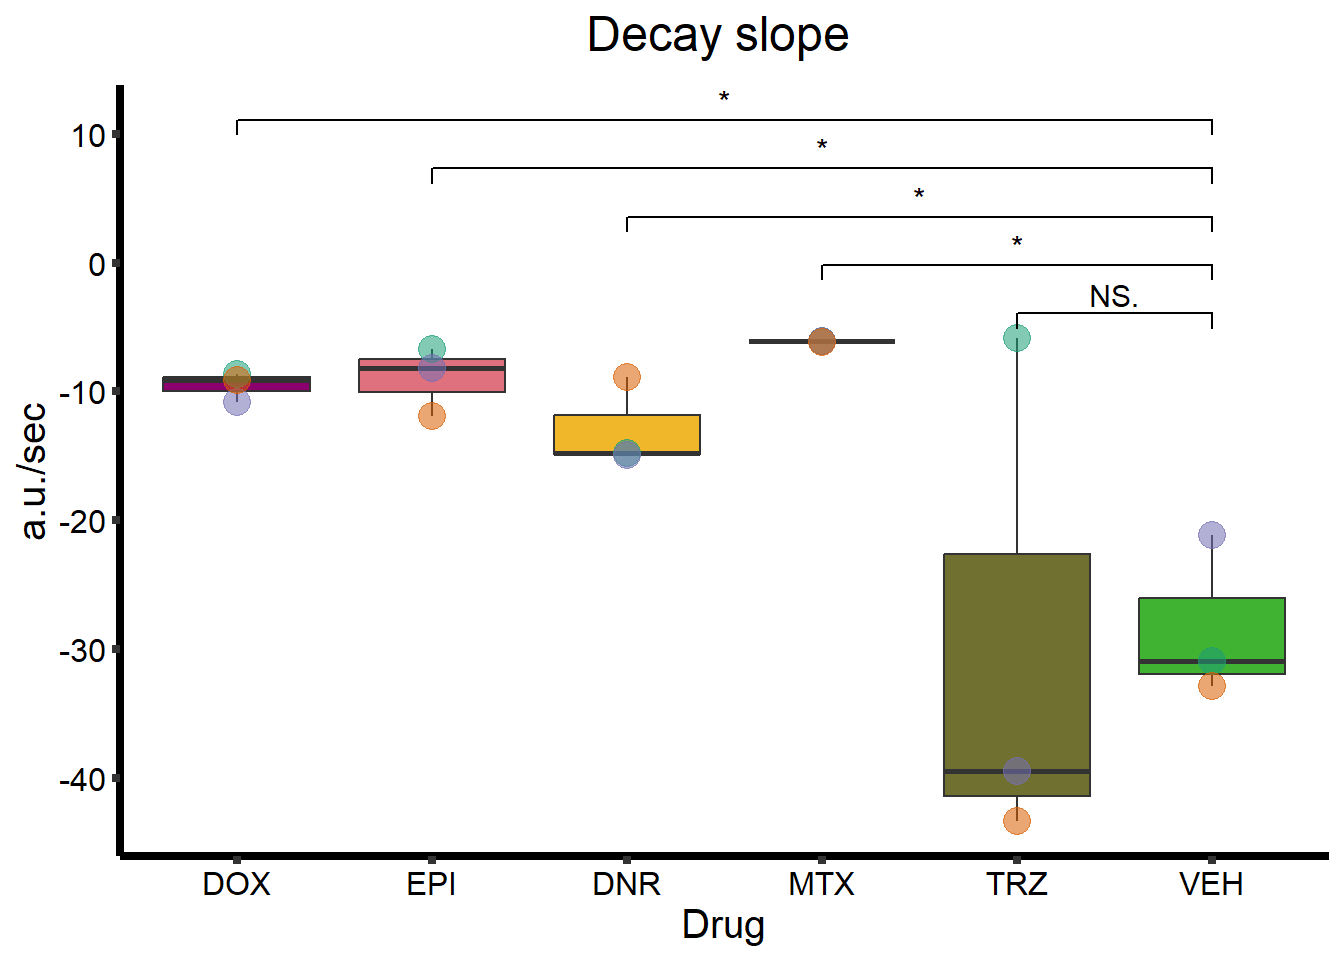 Decay slope
*
*
*
*
NS.
10
0
-10
-20
-30
-40
a.u./sec
DOX EPI DNR MTX TRZ VEH
Drug